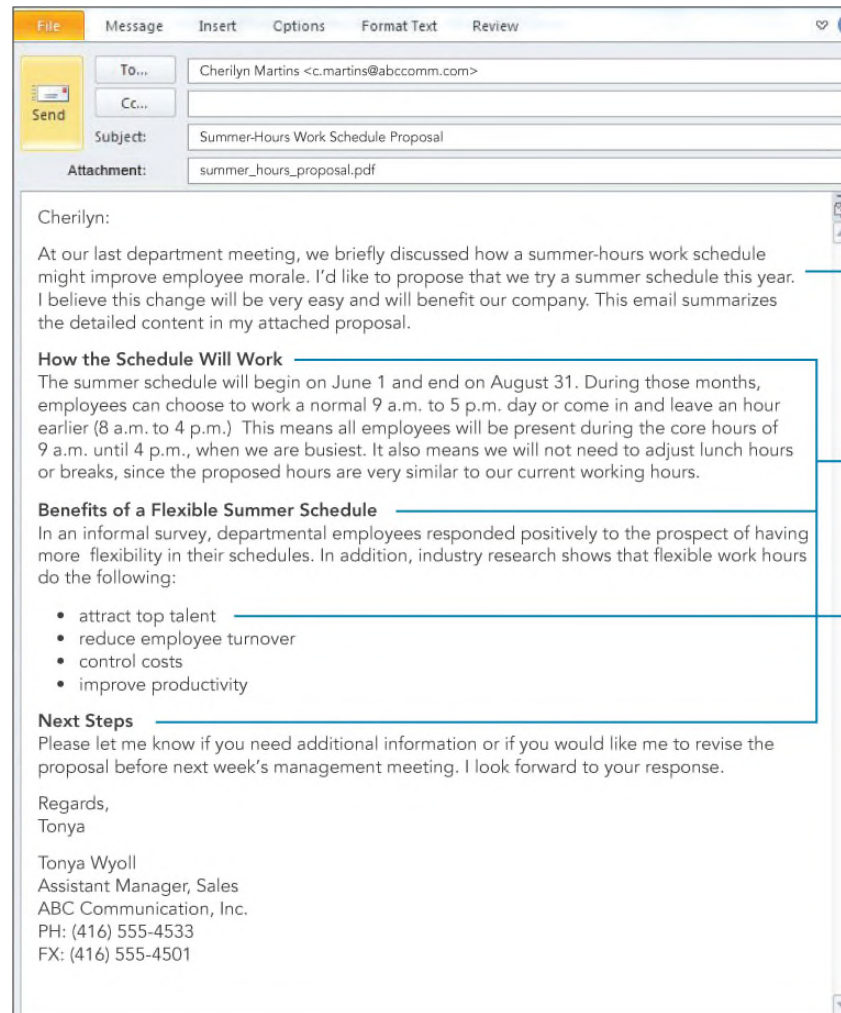 File Message Insert Options Format Text Review
To... Cherilyn Martins <c.martins@abccomm.com>
Cc...
Send
Subject: Summer-Hours Work Schedule Proposal
Attachment: summer_hours_proposal.pdf
Cherilyn:
At our last department meeting, we briefly discussed how a summer-hours work schedule
might improve employee morale. I'd like to propose that we try a summer schedule this year.
I believe this change will be very easy and will benefit our company. This email summarizes
the detailed content in my attached proposal.
How the Schedule Will Work
The summer schedule will begin on June 1 and end on August 31. During those months,
employees can choose to work a normal 9 a.m. to 5 p.m. day or come in and leave an hour
earlier (8 a.m. to 4 p.m.) This means all employees will be present during the core hours of
9 a.m. until 4 p.m., when we are busiest. It also means we will not need to adjust lunch hours
or breaks, since the proposed hours are very similar to our current working hours.
Benefits of a Flexible Summer Schedule
In an informal survey, departmental employees responded positively to the prospect of having
more flexibility in their schedules. In addition, industry research shows that flexible work hours
do the following:
• attract top talent
• reduce employee turnover
• control costs
• improve productivity
Next Steps
Please let me know if you need additional information or if you would like me to revise the
proposal before next week's management meeting. I look forward to your response.
Regards,
Tonya
Tonya Wyoll
Assistant Manager, Sales
ABC Communication, Inc.
PH: (416) 555-4533
FX: (416) 555-4501